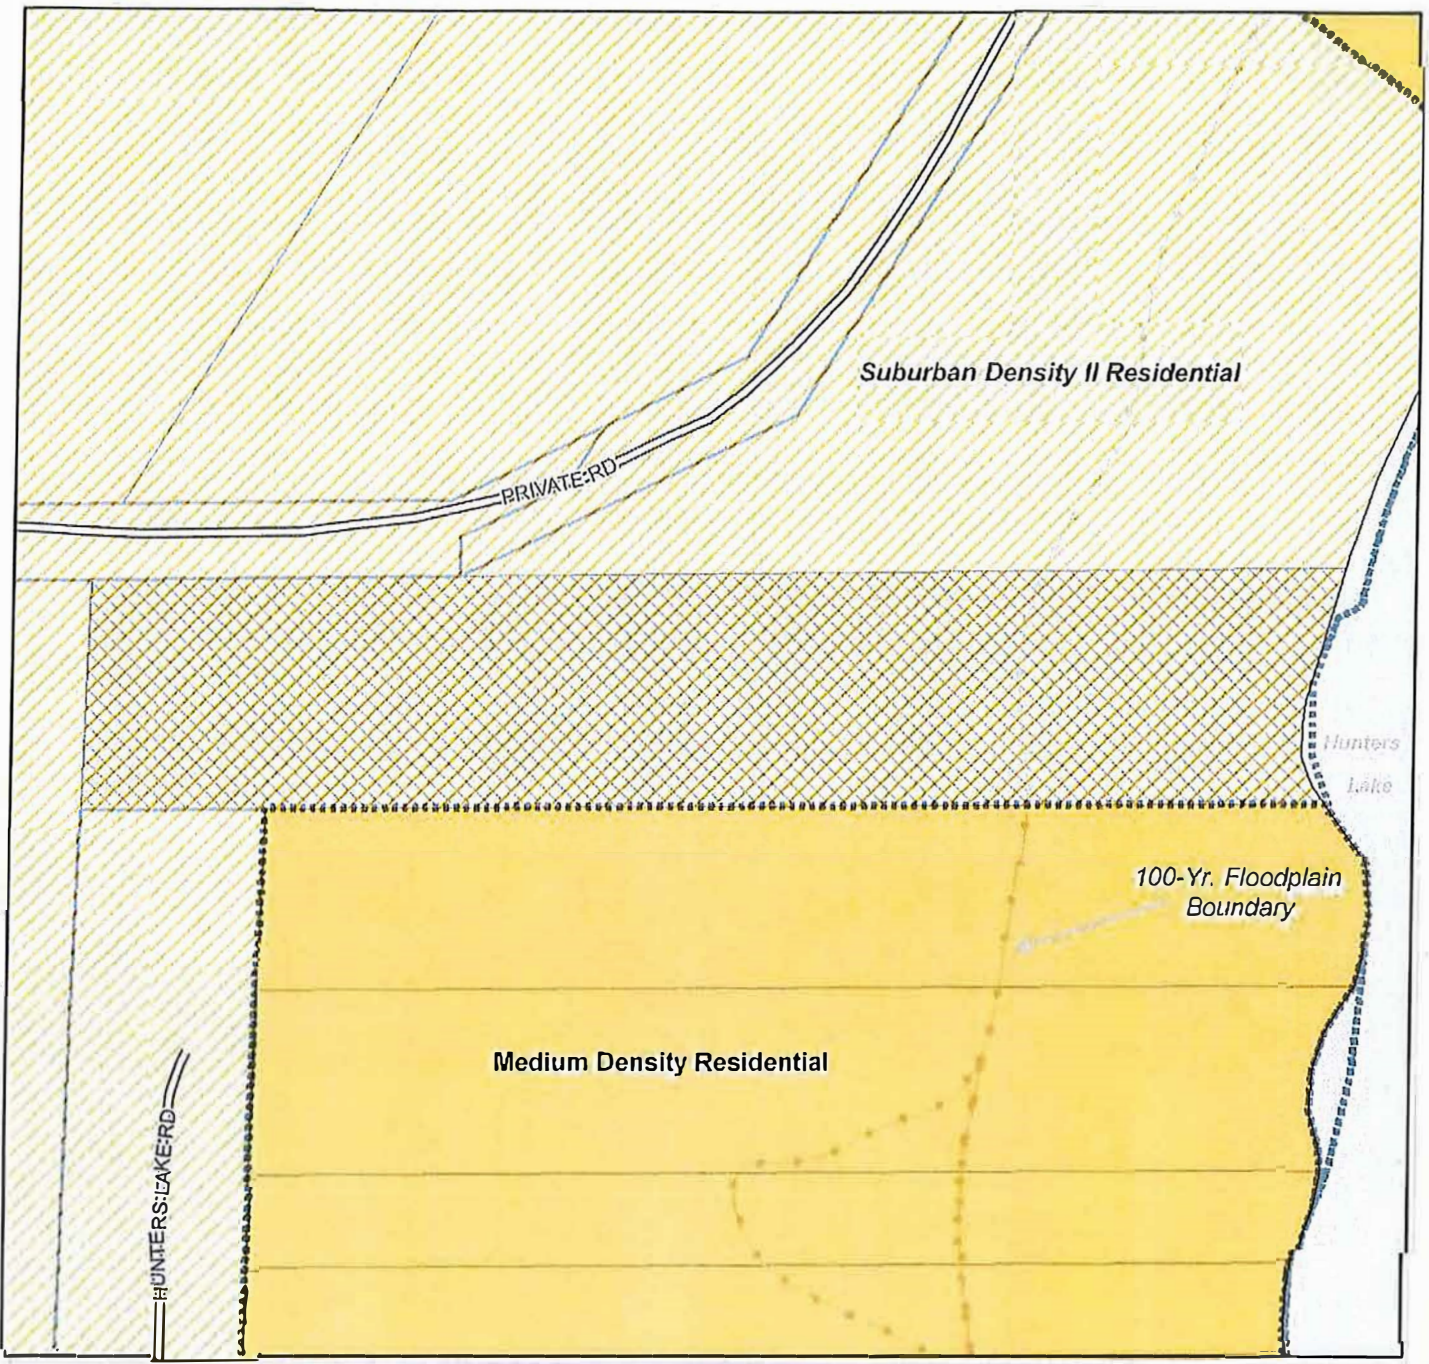 Suburban Density II Residential
PRIVATE RD
Hunters
Lake
100-Yr. Floodplain
Boundary
Medium Density Residential
HUNTERS LAKE RD